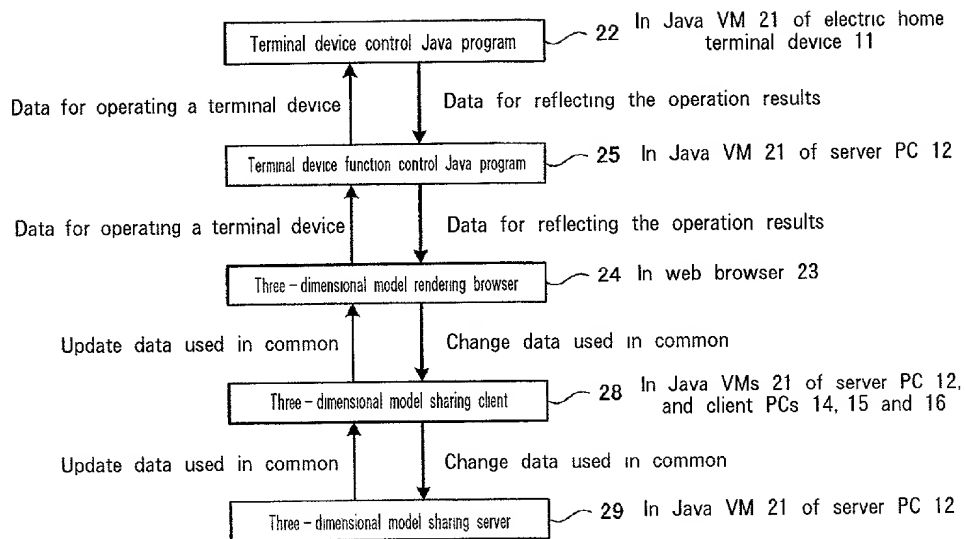 Terminal device control Java program
22 In Java VM 21 of electric home
terminal device 11
Data for operating a terminal device
Data for reflecting the operation results
Terminal device function control Java program
25 In Java VM 21 of server PC 12
Data for operating a terminal device
Data for reflecting the operation results
Three-dimensional model rendering browser
24 In web browser 23
Update data used in common
Change data used in common
Three-dimensional model sharing client
28 In Java VMs 21 of server PC 12,
and client PCs 14, 15 and 16
Update data used in common
Change data used in common
Three-dimensional model sharing server
29 In Java VM 21 of server PC 12